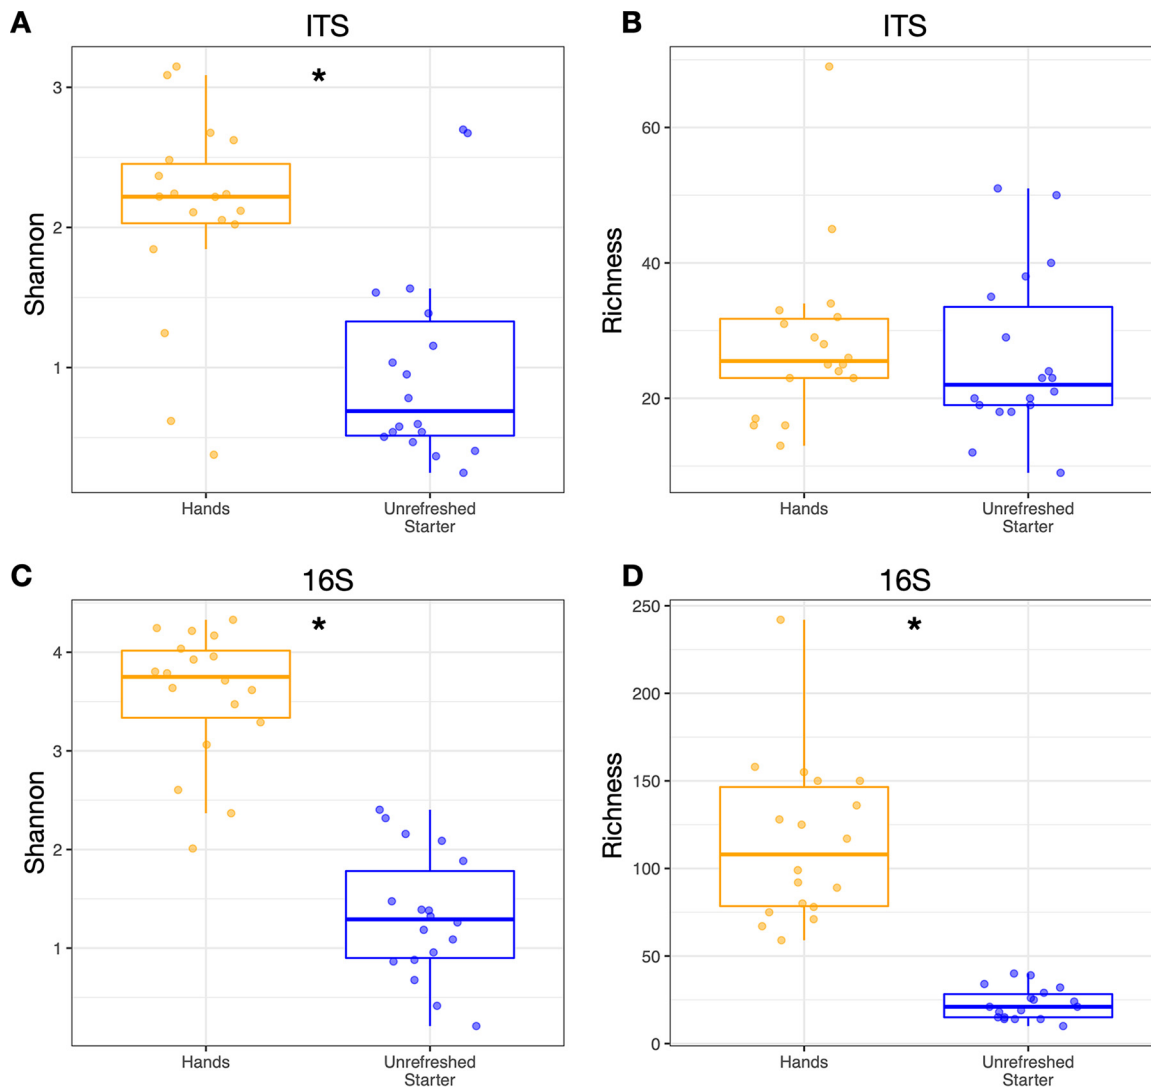 A
ITS
Shannon
3
2
1
*
Hands
Unrefreshed
Starter
B
ITS
Richness
60
40
20
Hands
Unrefreshed
Starter
C
16S
Shannon
4
3
2
1
*
Hands
Unrefreshed
Starter
D
16S
Richness
250
200
150
100
50
0
*
Hands
Unrefreshed
Starter